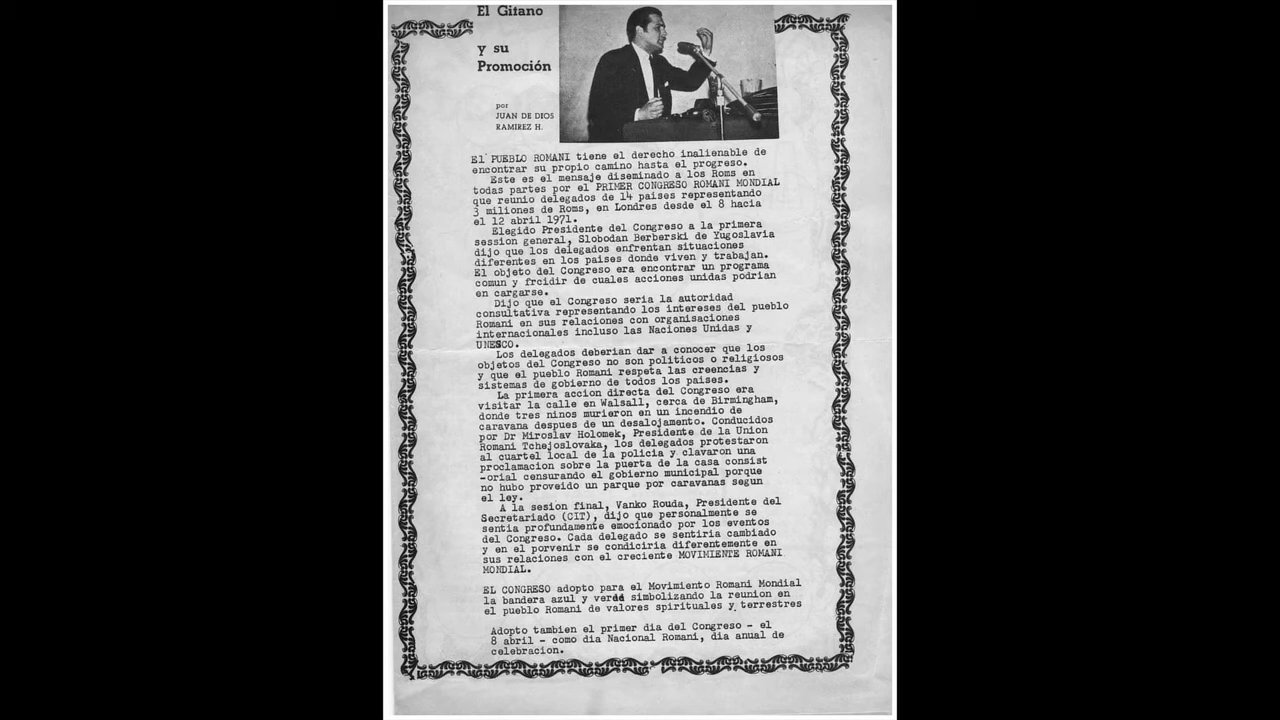 El Gitano
y su
Promoción
por
JUAN DE DIOS
RAMIREZ H.
El PUEBLO ROMANI tiene el derecho inalienable de
encontrar su propio camino hasta el progreso.
Este es el mensaje diseminado a los Roms en
todas partes por el PRIMER CONGRESO ROMANI MONDIAL
que reunio delegados de 14 paises representando
3 miliones de Roms, en Londres desde el 8 hacia
el 12 abril 1971.
Elegido Presidente del Congreso a la primera
session general, Slobodan Berberski de Yugoslavia
dijo que los delegados enfrentan situaciones
diferentes en los paises donde viven y trabajan.
El objeto del Congreso era encontrar un programa
comun y frcidir de cuales acciones unidas podrian
en cargarse.
Dijo que el Congreso seria la autoridad
consultativa representando los intereses del pueblo
Romani en sus relaciones con organisaciones
internacionales incluso las Naciones Unidas y
UNESCO.
Los delegados deberian dar a conocer que los
objetos del Congreso no son politicos o religiosos
y que el pueblo Romani respeta las creencias y
sistemas de gobierno de todos los paises.
La primera accion directa del Congreso era
visitar la calle en Walsall, cerca de Birmingham,
donde tres ninos murieron en un incendio de
caravana despues de un desalojamento. Conducidos
por Dr Miroslav Holomek, Presidente de la Union
Romani Tchejoslovaka, los delegados protestaron
al cuartel local de la policia y clavaron una
proclamacion sobre la puerta de la casa consist
-orial censurando el gobierno municipal porque
no hubo proveido un parque por caravanas segun
el ley.
A la sesion final, Vanko Rouda, Presidente del
Secretariado (CIT), dijo que personalmente se
sentia profundamente emocionado por los eventos
del Congreso. Cada delegado se sentiria cambiado
y en el porvenir se condiciria diferentemente en
sus relaciones con el creciente MOVIMIENTE ROMANI
MONDIAL.
EL CONGRESO adopto para el Movimiento Romani Mondial
la bandera azul y verde simbolizando la reunion en
el pueblo Romani de valores spirituales y terrestres
Adopto tambien el primer dia del Congreso - el
8 abril - como dia Nacional Romani, dia anual de
celebracion.